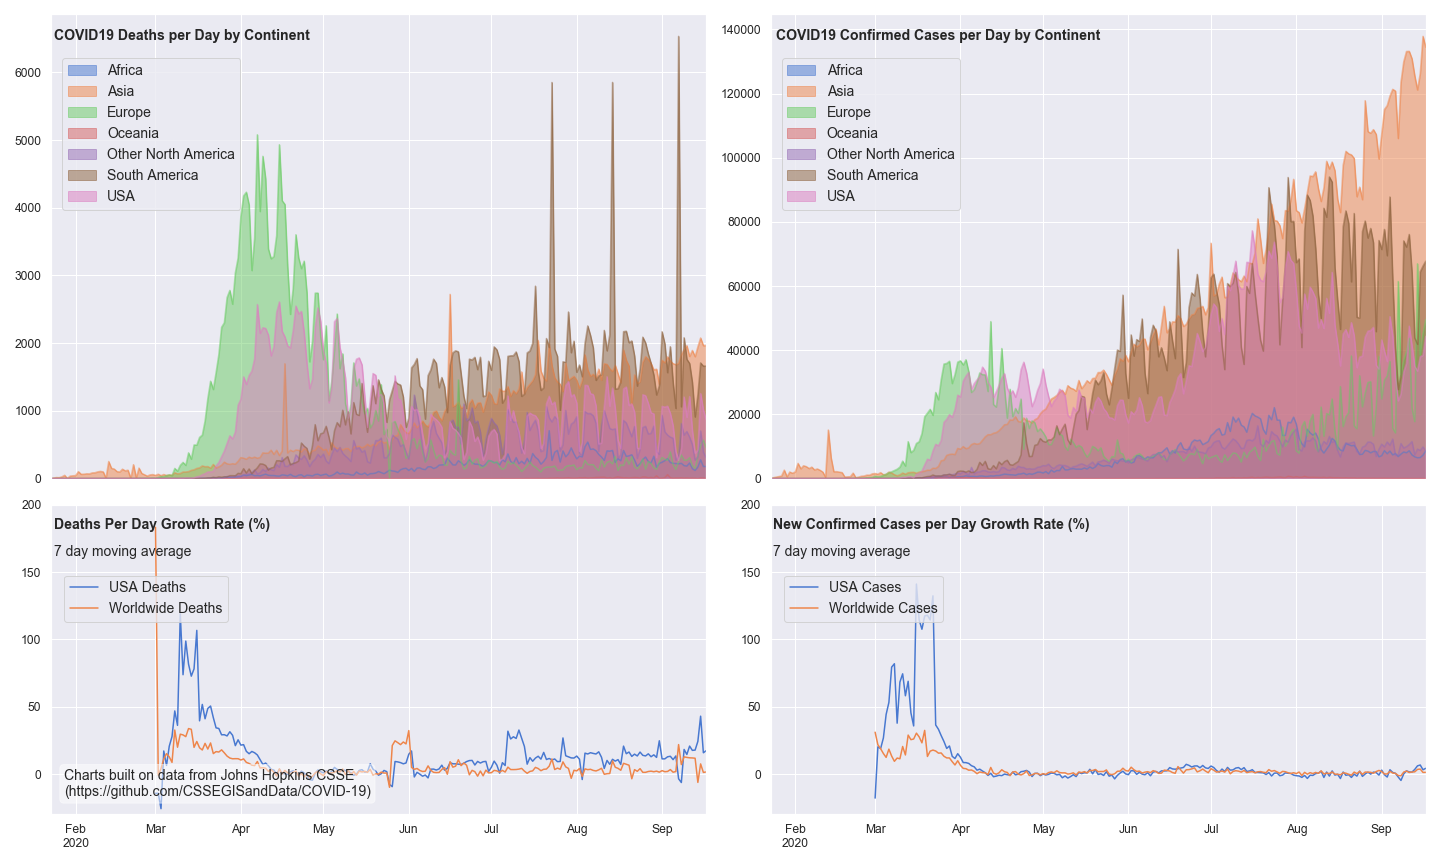 COVID19 Deaths per Day by Continent
Africa
Asia
Europe
Oceania
Other North America
South America
USA
6000
5000
4000
3000
2000
1000
0
COVID19 Confirmed Cases per Day by Continent
Africa
Asia
Europe
Oceania
Other North America
South America
USA
140000
120000
100000
80000
60000
40000
20000
0
Deaths Per Day Growth Rate (%)
7 day moving average
USA Deaths
Worldwide Deaths
200
150
100
50
0
Charts built on data from Johns Hopkins/CSSE
(https://github.com/CSSEGISandData/COVID-19)
Feb Mar Apr May Jun Jul Aug Sep
2020
New Confirmed Cases per Day Growth Rate (%)
7 day moving average
USA Cases
Worldwide Cases
200
150
100
50
0
Feb Mar Apr May Jun Jul Aug Sep
2020